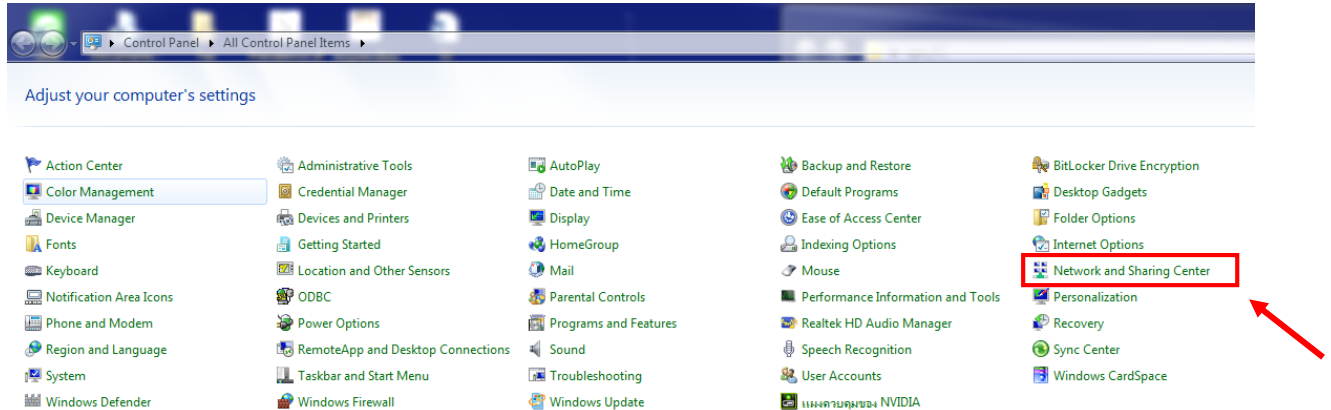 Control Panel All Control Panel Items
Adjust your computer's settings
Action Center Administrative Tools AutoPlay Backup and Restore BitLocker Drive Encryption
Color Management Credential Manager Date and Time Default Programs Desktop Gadgets
Device Manager Devices and Printers Display Ease of Access Center Folder Options
Fonts Getting Started HomeGroup Indexing Options Internet Options
Keyboard Location and Other Sensors Mail Mouse Network and Sharing Center
Notification Area Icons ODBC Parental Controls Performance Information and Tools Personalization
Phone and Modem Power Options Programs and Features Realtek HD Audio Manager Recovery
Region and Language RemoteApp and Desktop Connections Sound Speech Recognition Sync Center
System Taskbar and Start Menu Troubleshooting User Accounts Windows CardSpace
Windows Defender Windows Firewall Windows Update แผงควบคุมของ NVIDIA